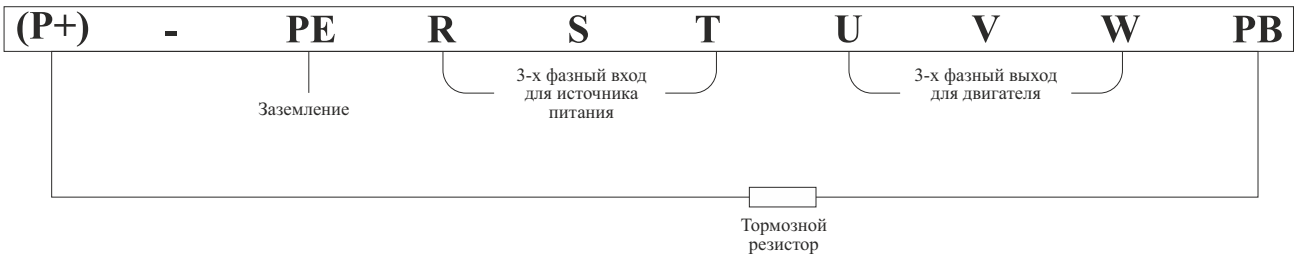 (P+) - PE R S T U V W PB
Заземление
3-х фазный вход
для источника
питания
3-х фазный выход
для двигателя
Тормозной
резистор